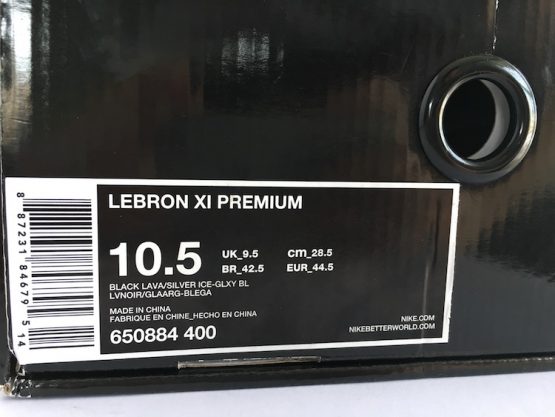 LEBRON XI PREMIUM
10.5
UK_9.5 cm_28.5
BR_42.5 EUR_44.5
BLACK LAVA/SILVER ICE-GLXY BL
LVNOIR/GLAARG-BLEGA
MADE IN CHINA
FABRIQUE EN CHINE_HECHO EN CHINA
650884 400
NIKE.COM
NIKEBETTERWORLD.COM
8 87231 84679 5 14